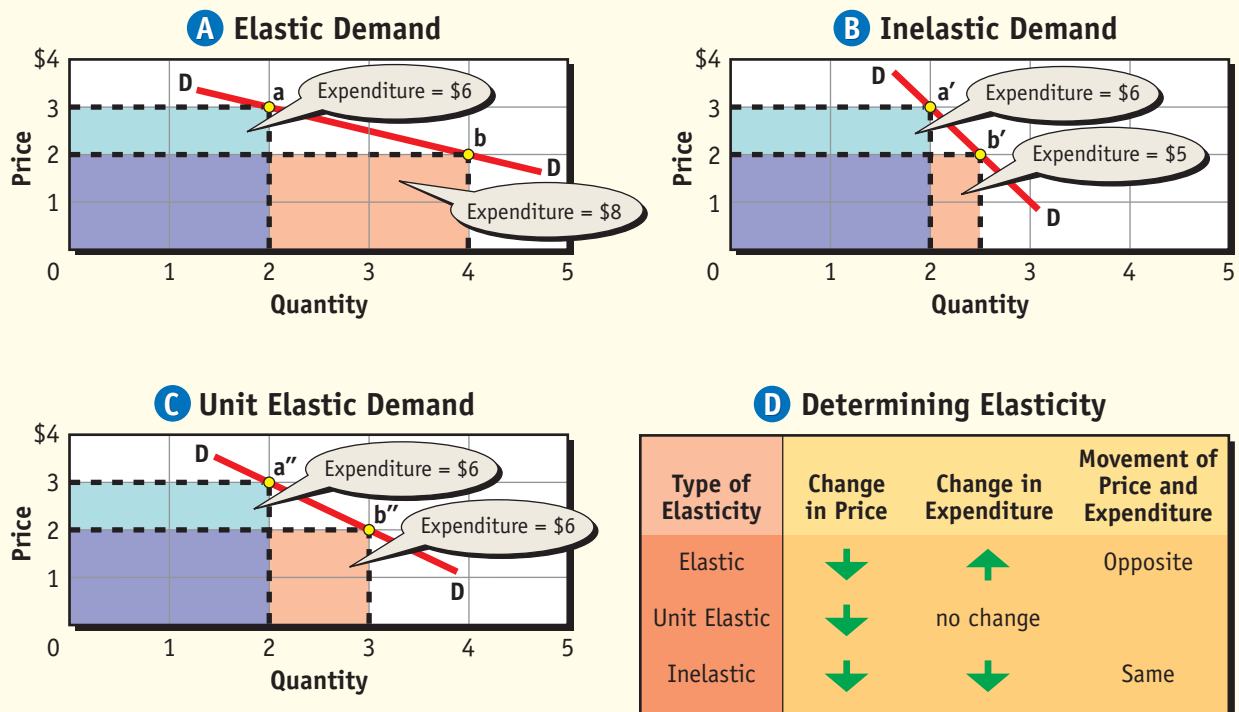 A Elastic Demand
$4
3
2
1
0
1
2
3
4
5
Price
Quantity
D
a
b
D
Expenditure = $6
Expenditure = $8
B Inelastic Demand
$4
3
2
1
0
1
2
3
4
5
Price
Quantity
D
a′
b′
D
Expenditure = $6
Expenditure = $5
C Unit Elastic Demand
$4
3
2
1
0
1
2
3
4
5
Price
Quantity
D
a″
b″
D
Expenditure = $6
Expenditure = $6
D Determining Elasticity
Type of
Elasticity
Change
in Price
Change in
Expenditure
Movement of
Price and
Expenditure
Elastic
Opposite
Unit Elastic
no change
Inelastic
Same